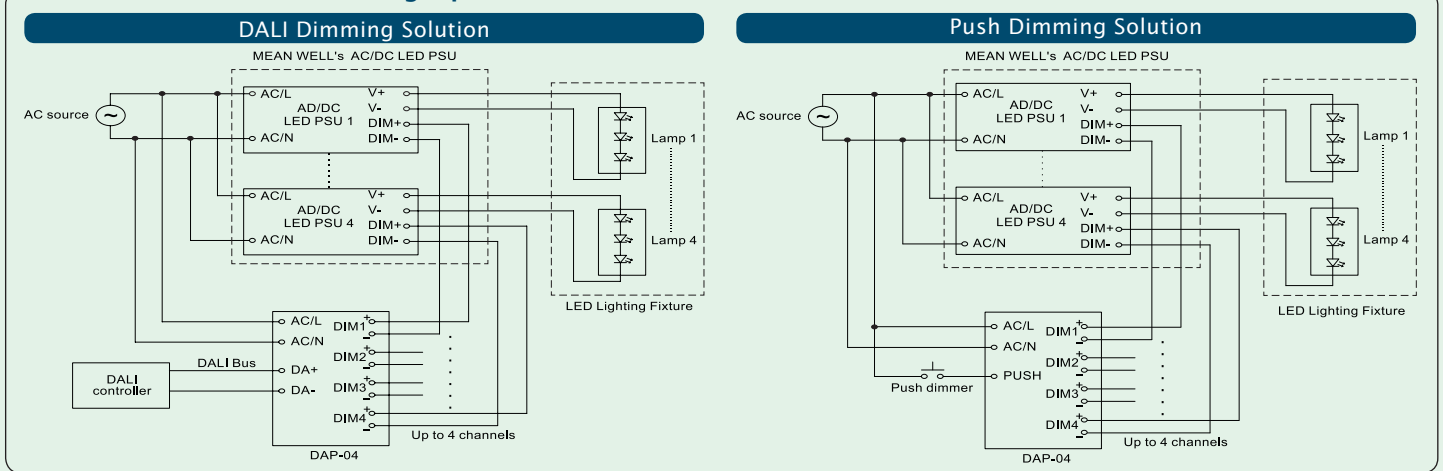 DALI Dimming Solution
MEAN WELL's AC/DC LED PSU
AC source
~
AC/L
AD/DC
LED PSU 1
AC/N
V+
V-
DIM+
DIM-
AC/L
AD/DC
LED PSU 4
AC/N
V+
V-
DIM+
DIM-
Lamp 1
Lamp 4
LED Lighting Fixture
DALI
controller
DALI Bus
AC/L
AC/N
DA+
DA-
DIM1
+
-
DIM2
+
-
DIM3
+
-
DIM4
+
-
Up to 4 channels
DAP-04
Push Dimming Solution
MEAN WELL's AC/DC LED PSU
AC source
~
AC/L
AD/DC
LED PSU 1
AC/N
V+
V-
DIM+
DIM-
AC/L
AD/DC
LED PSU 4
AC/N
V+
V-
DIM+
DIM-
Lamp 1
Lamp 4
LED Lighting Fixture
Push dimmer
AC/L
AC/N
PUSH
DIM1
+
-
DIM2
+
-
DIM3
+
-
DIM4
+
-
Up to 4 channels
DAP-04